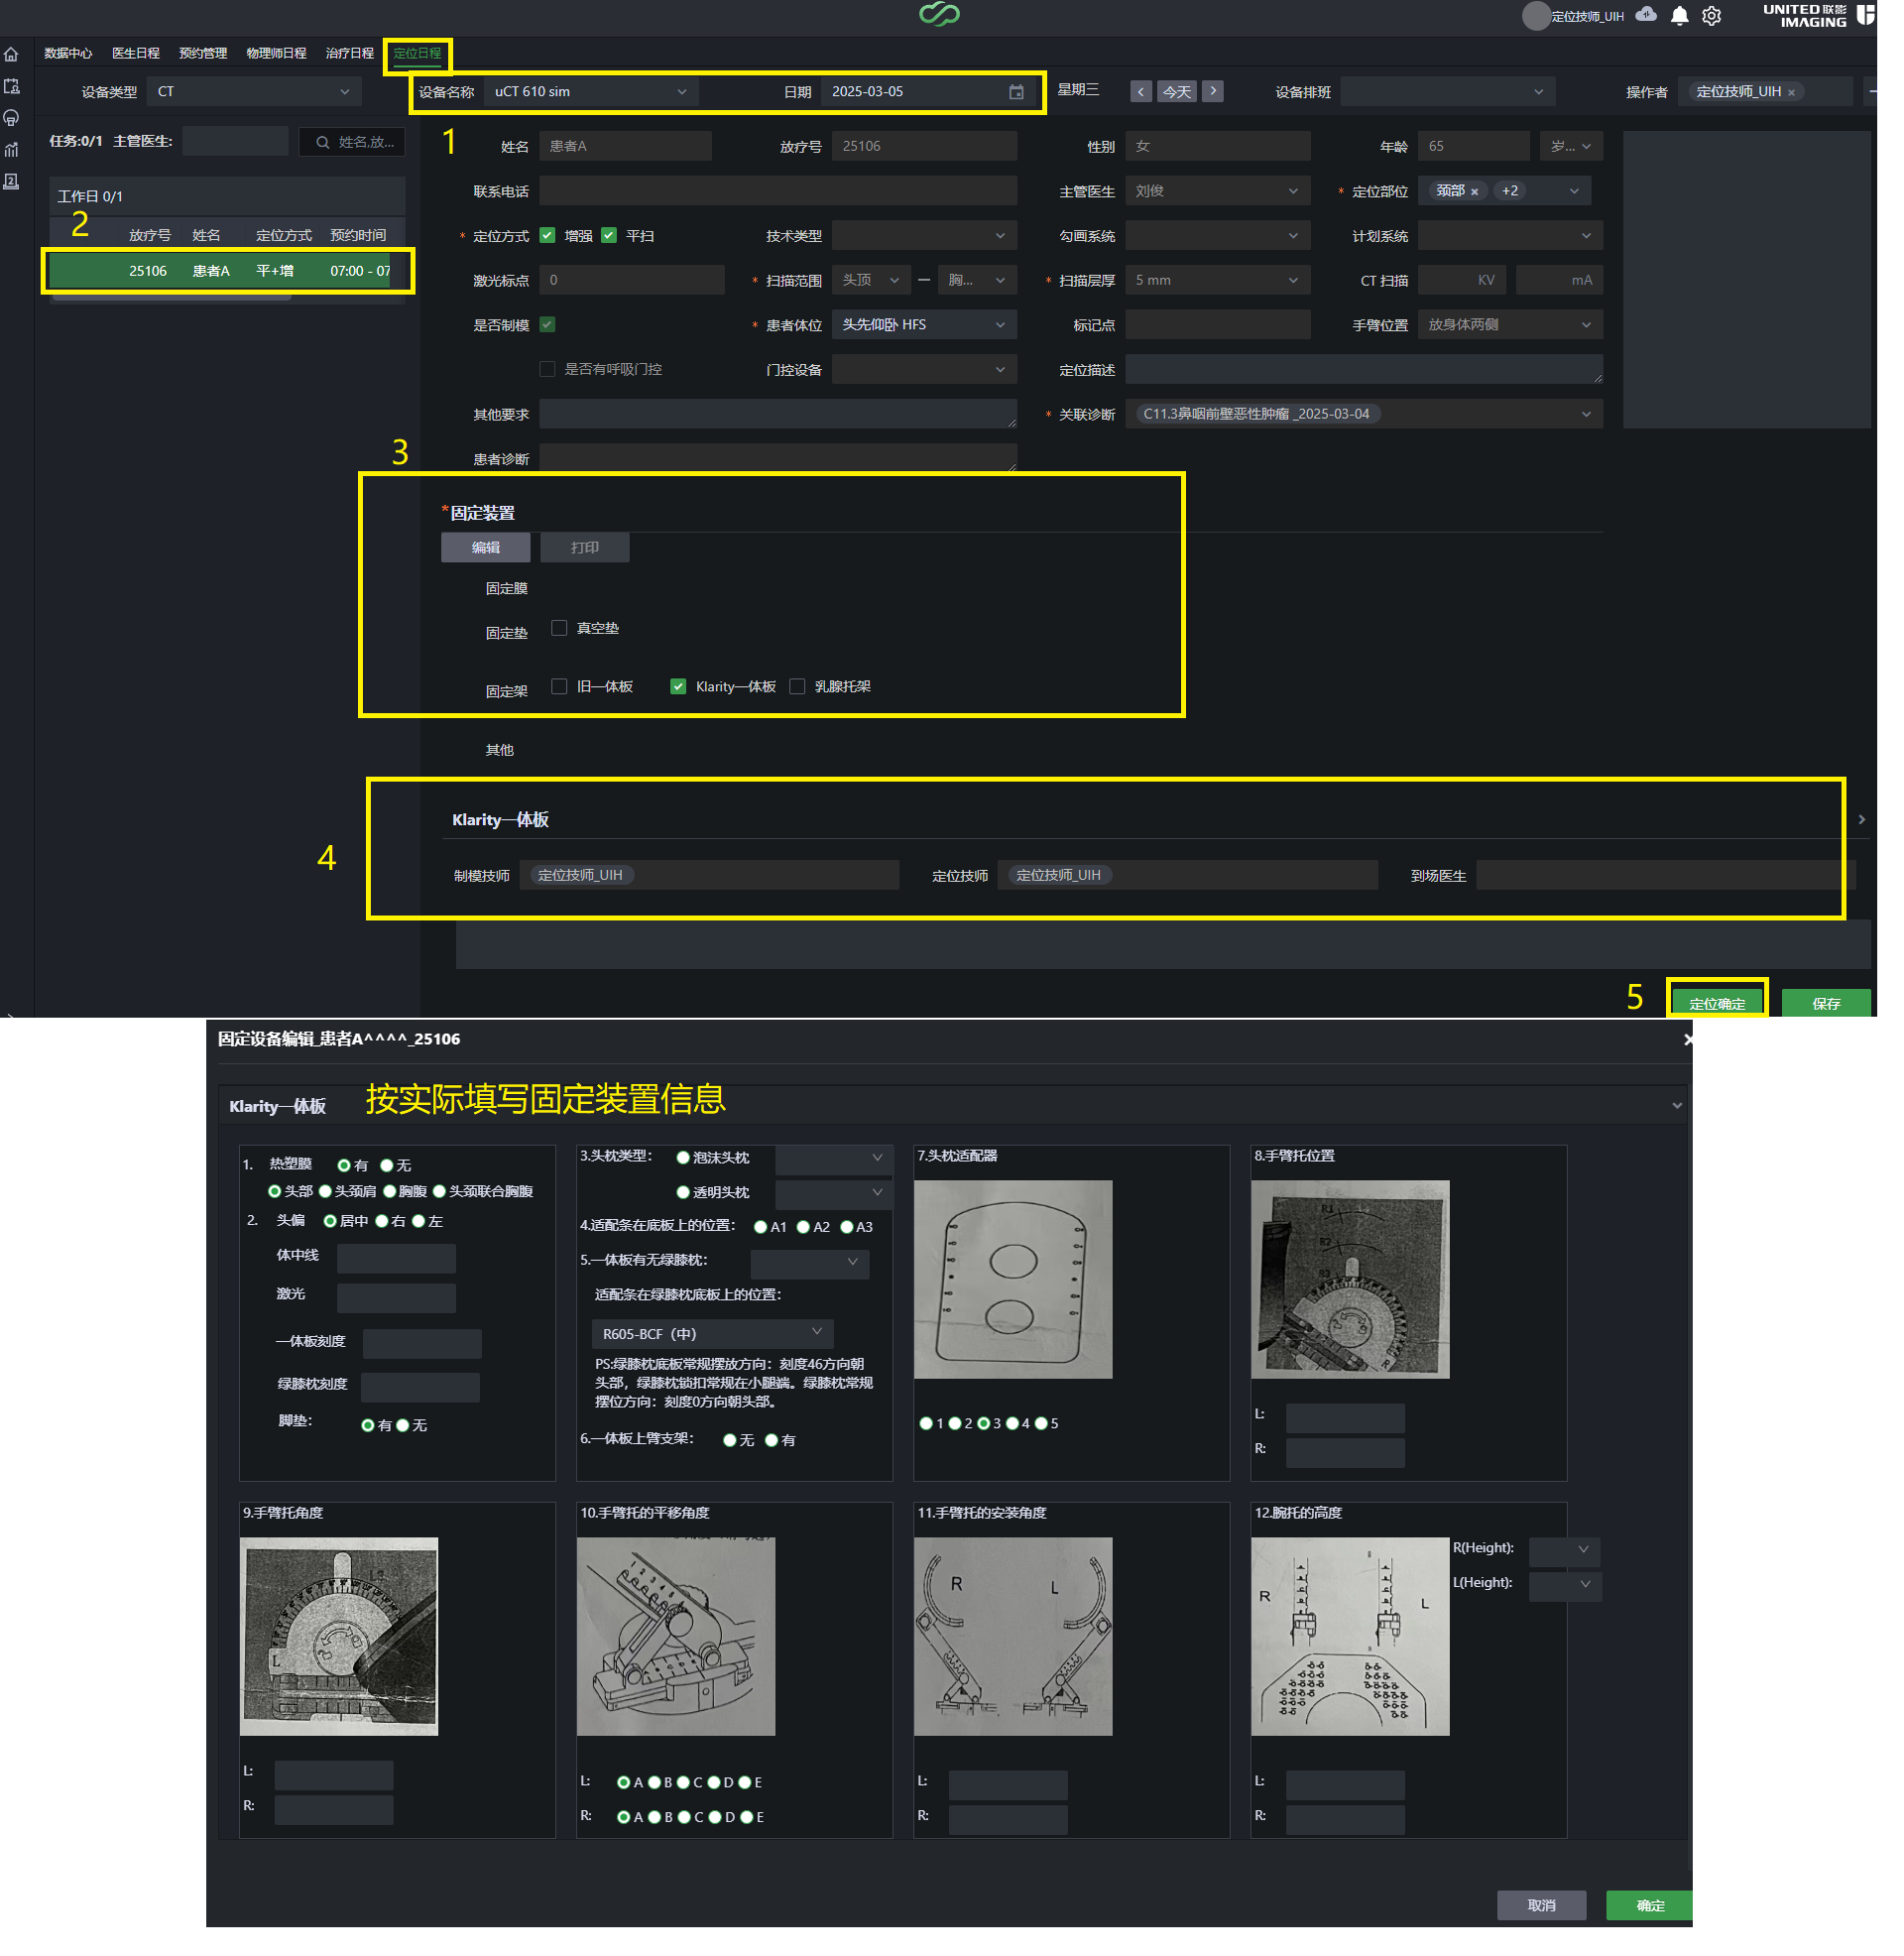 定位技师_UIH
UNITED 联影
IMAGING
数据中心 医生日程 预约管理 物理师日程 治疗日程 定位日程
设备类型 CT 设备名称 uCT 610 sim 日期 2025-03-05 星期三 < 今天 > 设备排班 操作者 定位技师_UIH ×
任务:0/1 主管医生: 姓名,放...
1
姓名 患者A 放疗号 25106 性别 女 年龄 65 岁...
联系电话 主管医生 刘俊 * 定位部位 颈部 × +2
工作日 0/1
2
放疗号 姓名 定位方式 预约时间
25106 患者A 平+增 07:00 - 07
* 定位方式 增强 平扫 技术类型 勾画系统 计划系统
激光标点 0 * 扫描范围 头顶 — 胸... * 扫描层厚 5 mm CT 扫描 KV mA
是否制模 * 患者体位 头先仰卧 HFS 标记点 手臂位置 放身体两侧
是否有呼吸门控 门控设备 定位描述
其他要求 * 关联诊断 C11.3鼻咽前壁恶性肿瘤 _2025-03-04
患者诊断
3
*固定装置
编辑 打印
固定膜
固定垫 真空垫
固定架 旧一体板 Klarity一体板 乳腺托架
其他
4
Klarity一体板
制模技师 定位技师_UIH 定位技师 定位技师_UIH 到场医生
5
定位确定 保存
固定设备编辑_患者A^^^^_25106
Klarity一体板 按实际填写固定装置信息
1. 热塑膜 有 无
头部 头颈肩 胸腹 头颈联合胸腹
2. 头偏 居中 右 左
体中线
激光
一体板刻度
绿膝枕刻度
脚垫: 有 无
3.头枕类型: 泡沫头枕
透明头枕
4.适配条在底板上的位置: A1 A2 A3
5.一体板有无绿膝枕:
适配条在绿膝枕底板上的位置:
R605-BCF（中）
PS:绿膝枕底板常规摆放方向：刻度46方向朝
头部，绿膝枕锁扣常规在小腿端。绿膝枕常规
摆位方向：刻度0方向朝头部。
6.一体板上臂支架: 无 有
7.头枕适配器
1 2 3 4 5
8.手臂托位置
R1
R2
R3
L:
R:
9.手臂托角度
L
L:
R:
10.手臂托的平移角度
L: A B C D E
R: A B C D E
11.手臂托的安装角度
R L
L:
R:
12.腕托的高度
R L
R(Height):
L(Height):
L:
R:
取消 确定